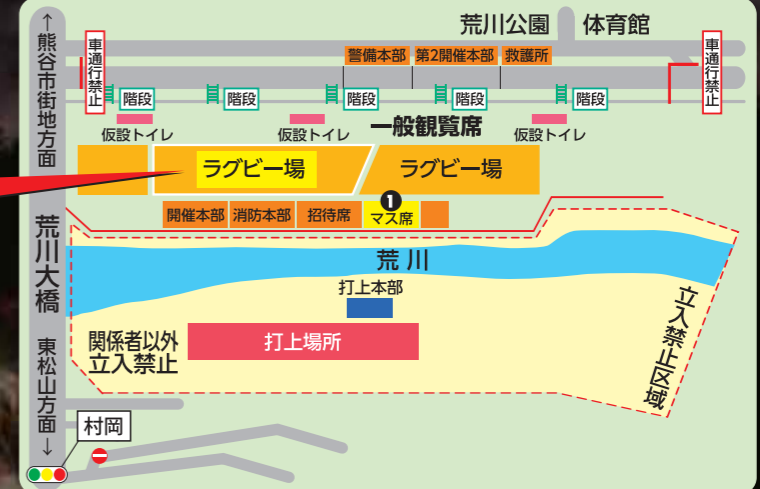 ↑熊谷市街地方面
荒川大橋
東松山方面↓
荒川公園
体育館
車通行禁止
警備本部
第2開催本部
救護所
車通行禁止
階段
階段
階段
階段
階段
仮設トイレ
仮設トイレ
一般観覧席
仮設トイレ
ラグビー場
ラグビー場
開催本部
消防本部
招待席
1
マス席
荒川
打上本部
関係者以外
立入禁止
打上場所
立入禁止区域
村岡